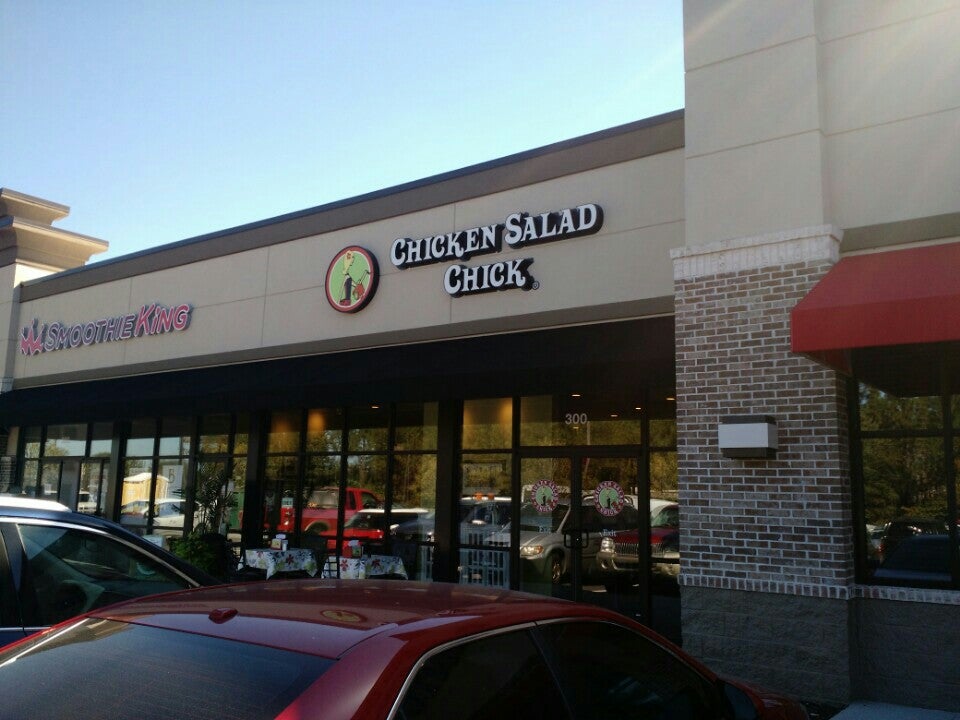 SMOOTHIE KING
CHICKEN SALAD
CHICK®
300